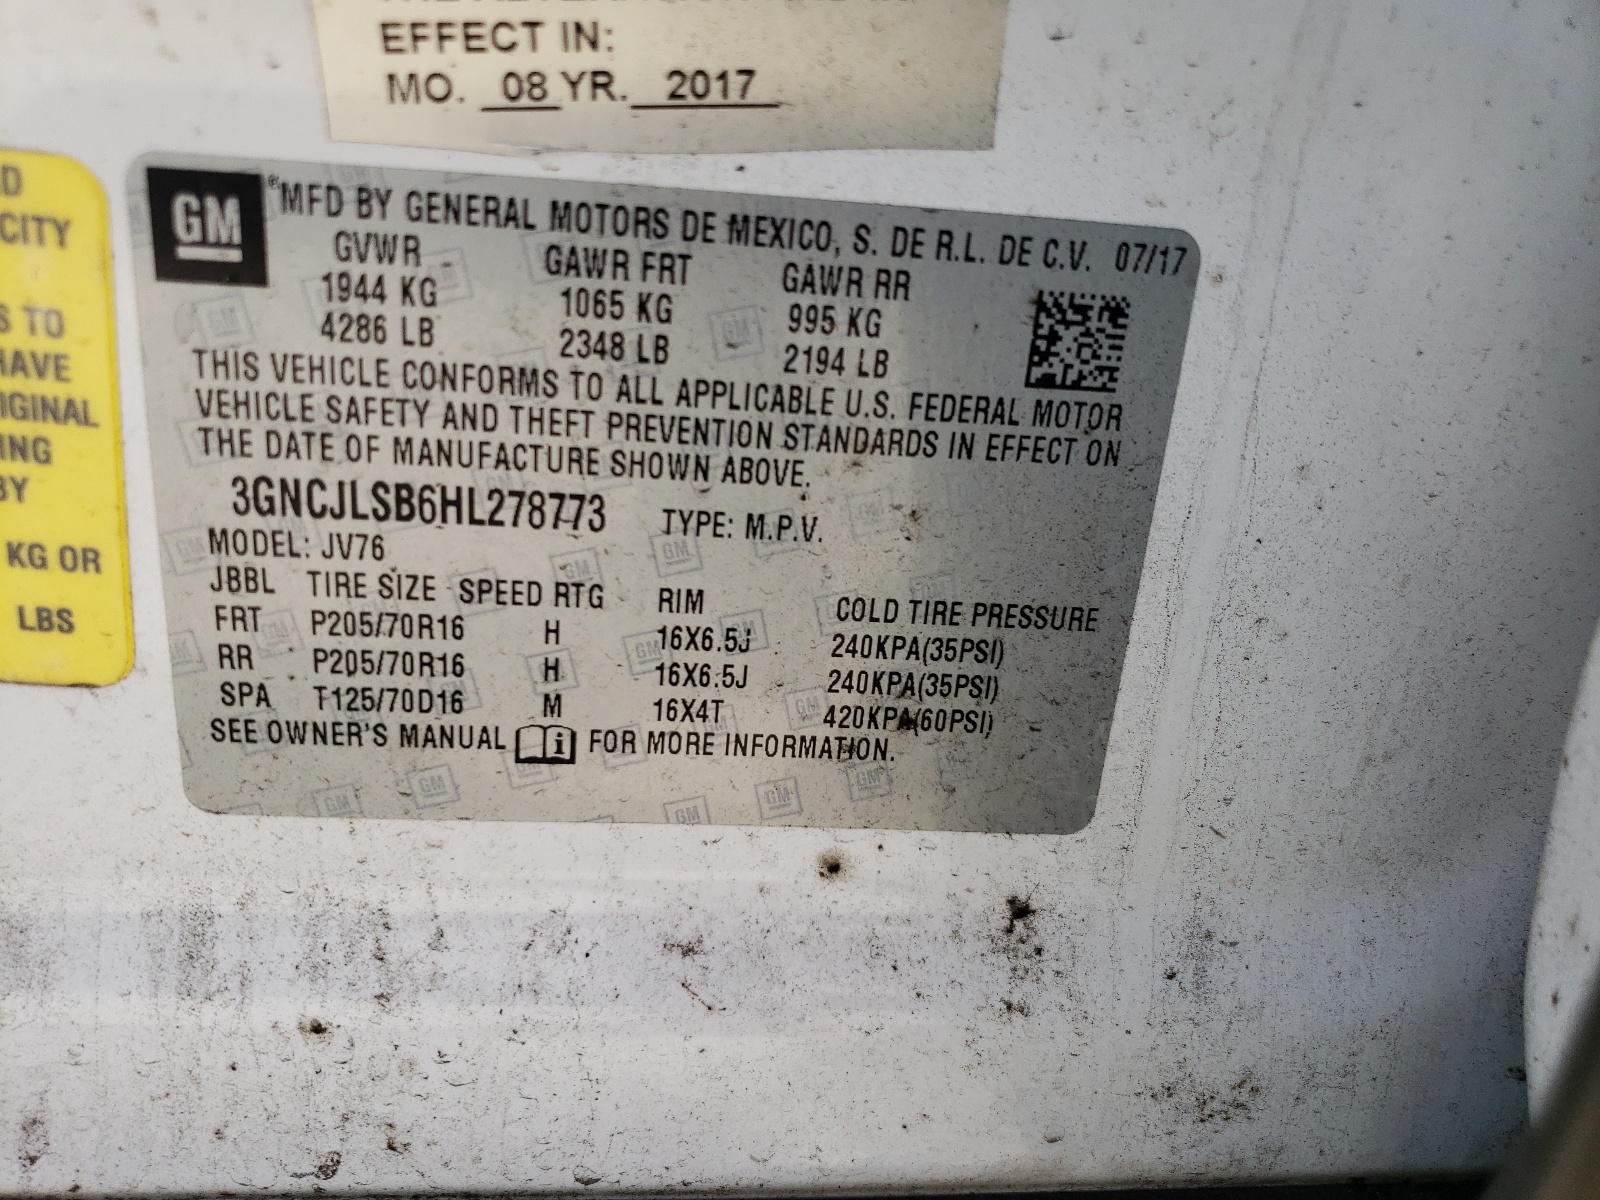 EFFECT IN:
MO. 08 YR. 2017
D
CITY
S TO
HAVE
IGINAL
ING
BY
KG OR
LBS
GM ® MFD BY GENERAL MOTORS DE MEXICO, S. DE R.L. DE C.V. 07/17
GVWR GAWR FRT GAWR RR
1944 KG 1065 KG 995 KG
4286 LB 2348 LB 2194 LB
THIS VEHICLE CONFORMS TO ALL APPLICABLE U.S. FEDERAL MOTOR
VEHICLE SAFETY AND THEFT PREVENTION STANDARDS IN EFFECT ON
THE DATE OF MANUFACTURE SHOWN ABOVE.
3GNCJLSB6HL278773 TYPE: M.P.V.
MODEL: JV76
JBBL TIRE SIZE SPEED RTG RIM COLD TIRE PRESSURE
FRT P205/70R16 H 16X6.5J 240KPA(35PSI)
RR P205/70R16 H 16X6.5J 240KPA(35PSI)
SPA T125/70D16 M 16X4T 420KPA(60PSI)
SEE OWNER'S MANUAL i FOR MORE INFORMATION.